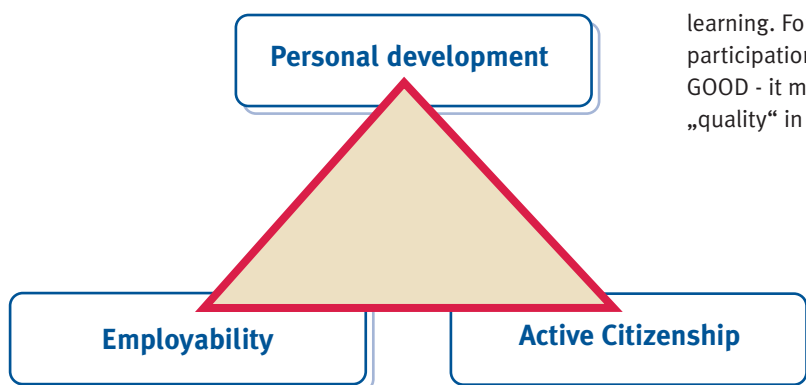 Personal development
learning. Fo
participation
GOOD - it m
„quality“ in
Employability
Active Citizenship